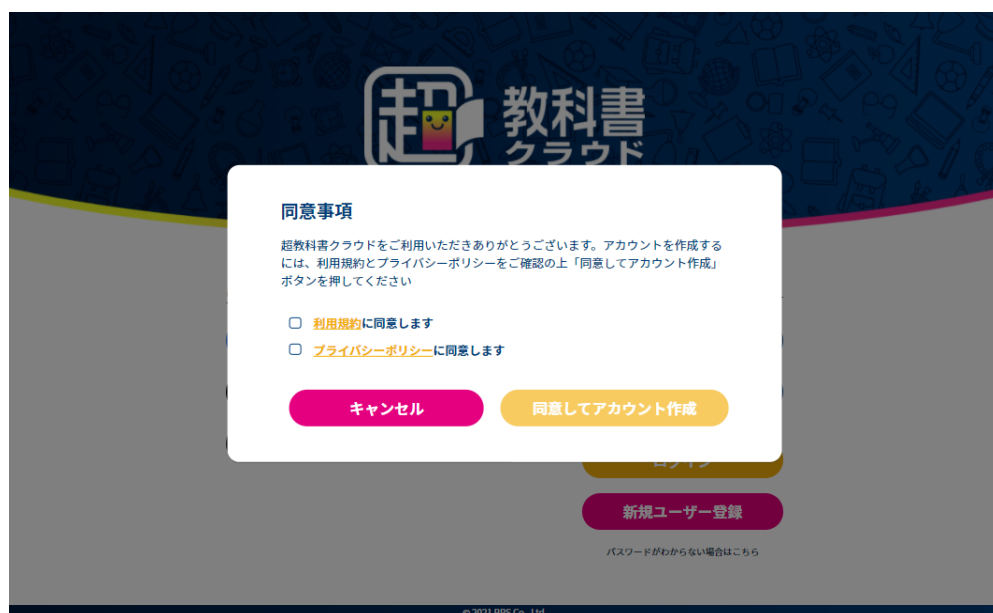 超
教科書
クラウド
同意事項
超教科書クラウドをご利用いただきありがとうございます。アカウントを作成する
には、利用規約とプライバシーポリシーをご確認の上「同意してアカウント作成」
ボタンを押してください
利用規約に同意します
プライバシーポリシーに同意します
キャンセル
同意してアカウント作成
ログイン
新規ユーザー登録
パスワードがわからない場合はこちら